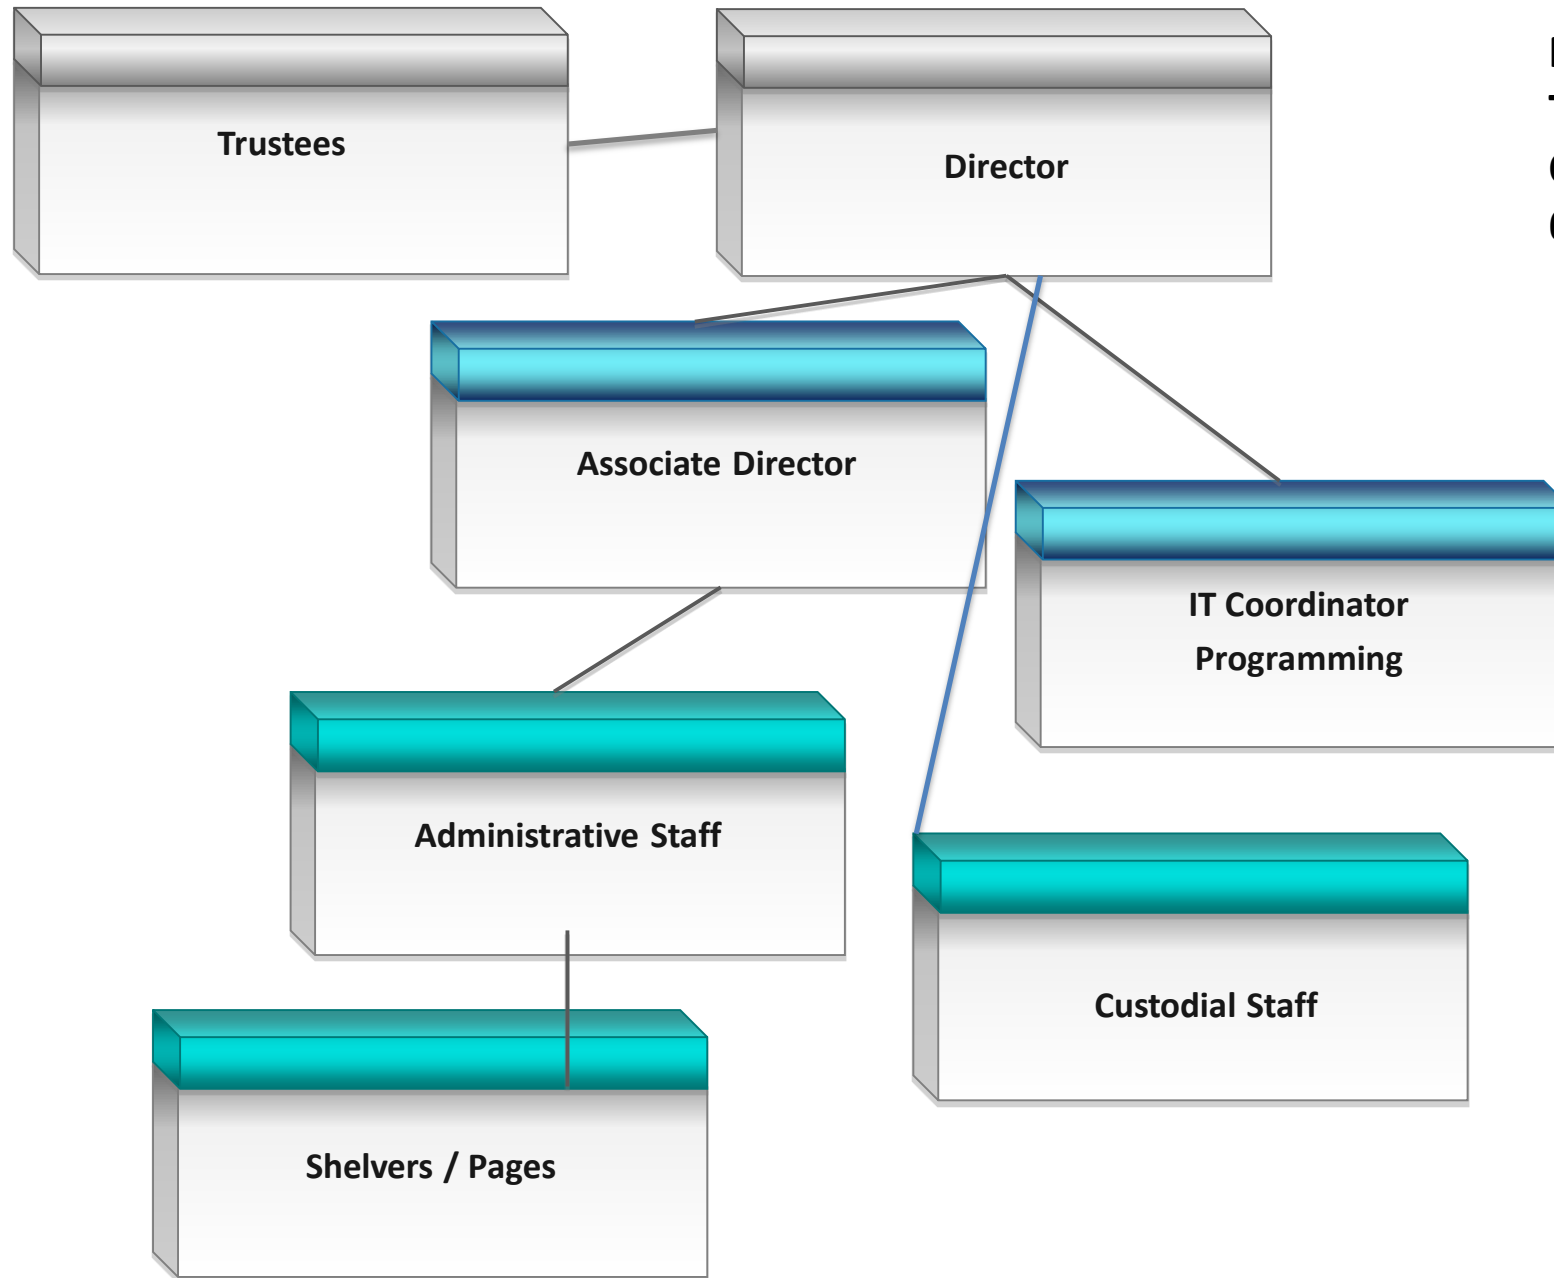 Trustees
Director
Associate Director
IT Coordinator
Programming
Administrative Staff
Custodial Staff
Shelvers / Pages